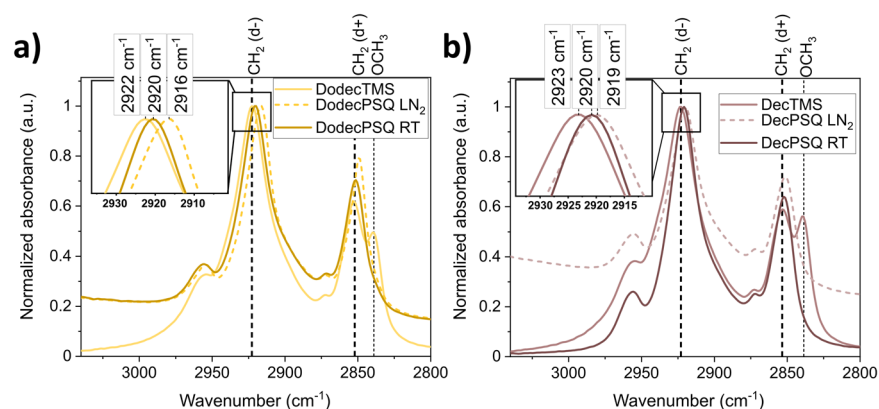 a)
2922 cm-1
2920 cm-1
2916 cm-1
CH2 (d-)
CH2 (d+)
OCH3
DodecTMS
DodecPSQ LN2
DodecPSQ RT
2930 2920 2910
Normalized absorbance (a.u.)
1
0.8
0.6
0.4
0.2
0
3000 2950 2900 2850 2800
Wavenumber (cm-1)
b)
2923 cm-1
2920 cm-1
2919 cm-1
CH2 (d-)
CH2 (d+)
OCH3
DecTMS
DecPSQ LN2
DecPSQ RT
2930 2925 2920 2915
Normalized absorbance (a.u.)
1
0.8
0.6
0.4
0.2
0
3000 2950 2900 2850 2800
Wavenumber (cm-1)